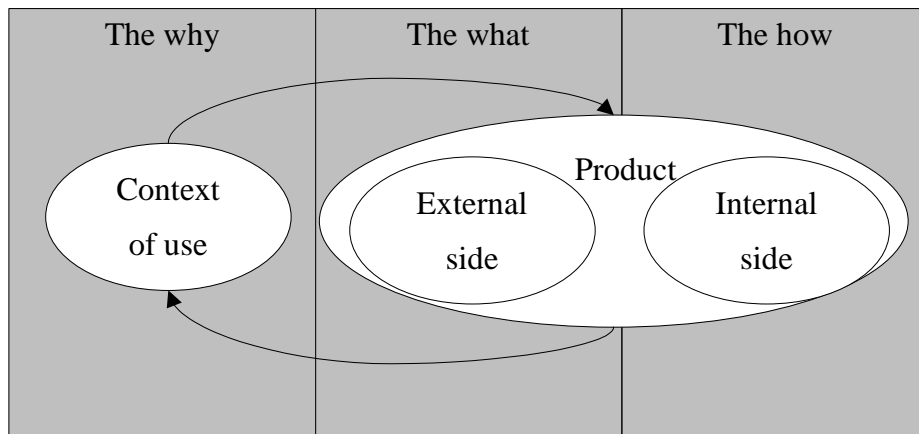 The why
The what
The how
Context
of use
Product
External
side
Internal
side